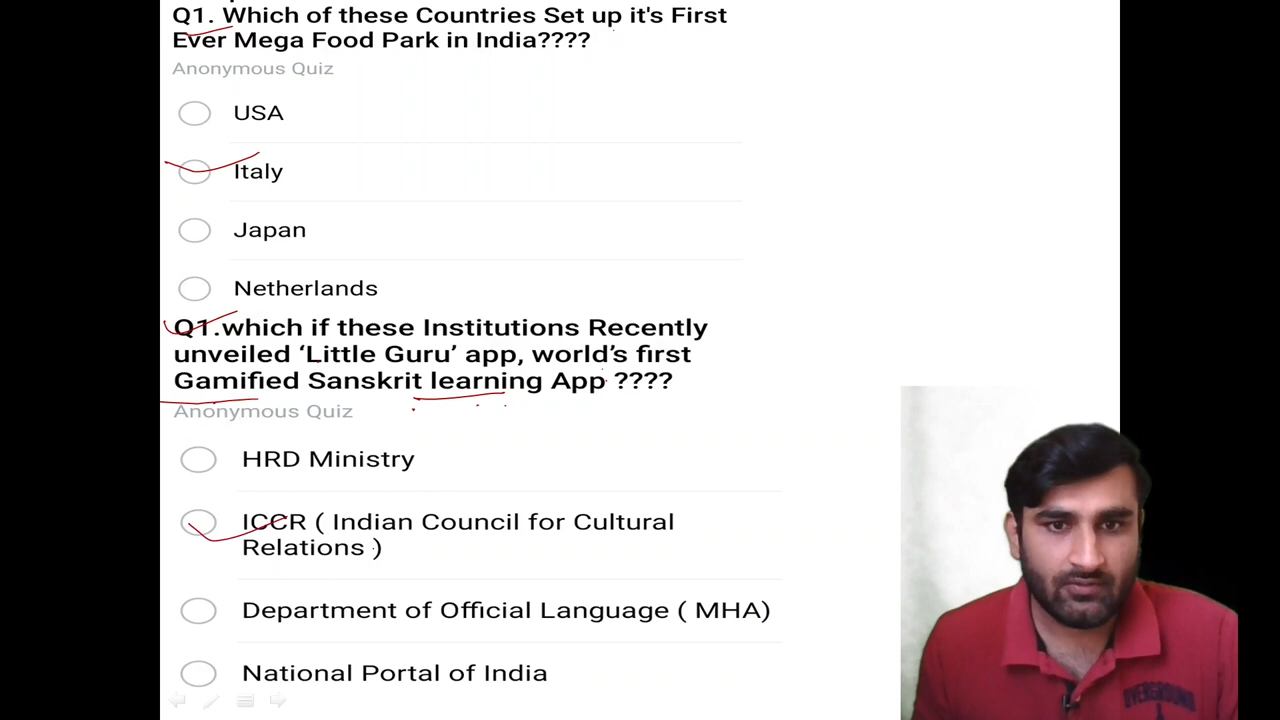 Q1. Which of these Countries Set up it's First
Ever Mega Food Park in India????
Anonymous Quiz
USA
Italy
Japan
Netherlands
Q1.which if these Institutions Recently
unveiled ‘Little Guru’ app, world’s first
Gamified Sanskrit learning App ????
Anonymous Quiz
HRD Ministry
ICCR ( Indian Council for Cultural
Relations )
Department of Official Language ( MHA)
National Portal of India